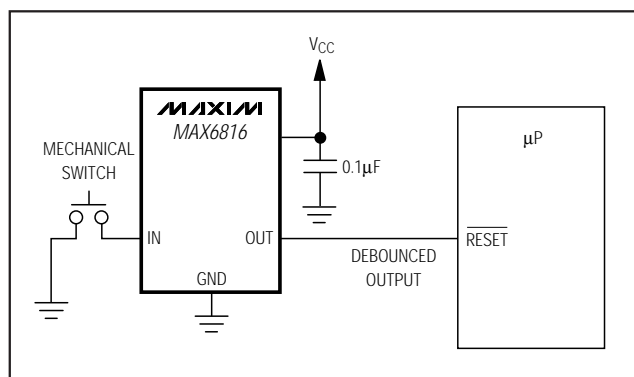 VCC
MAXIM
MAX6816
µP
MECHANICAL
SWITCH
0.1µF
IN
OUT
RESET
DEBOUNCED
OUTPUT
GND